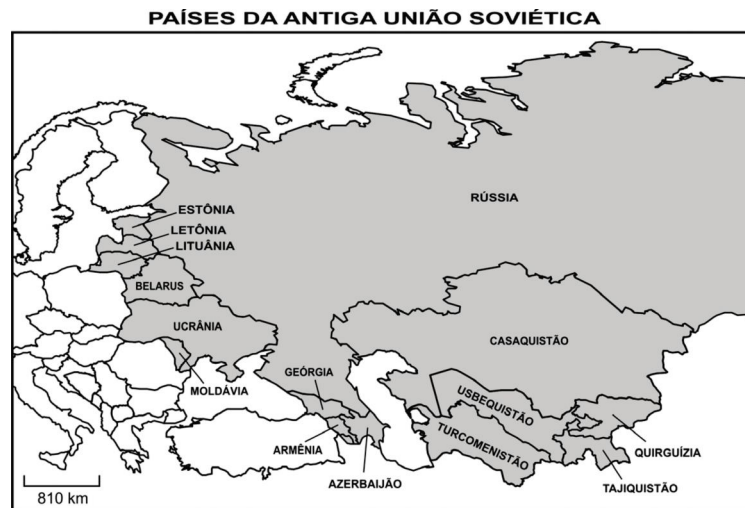 PAÍSES DA ANTIGA UNIÃO SOVIÉTICA
RÚSSIA
ESTÔNIA
LETÔNIA
LITUÂNIA
BELARUS
UCRÂNIA
CASAQUISTÃO
GEÓRGIA
MOLDÁVIA
USBEQUISTÃO
TURCOMENISTÃO
ARMÊNIA
QUIRGUÍZIA
AZERBAIJÃO
TAJIQUISTÃO
810 km